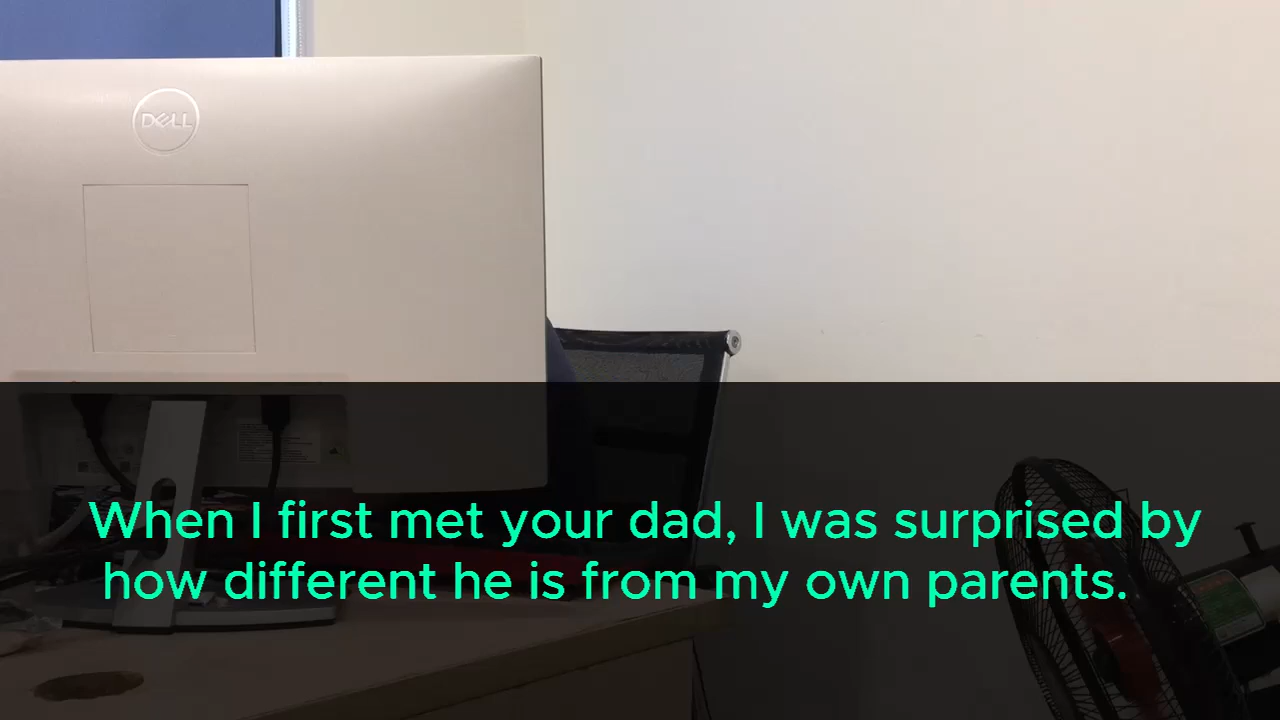 DELL
When I first met your dad, I was surprised by
how different he is from my own parents.